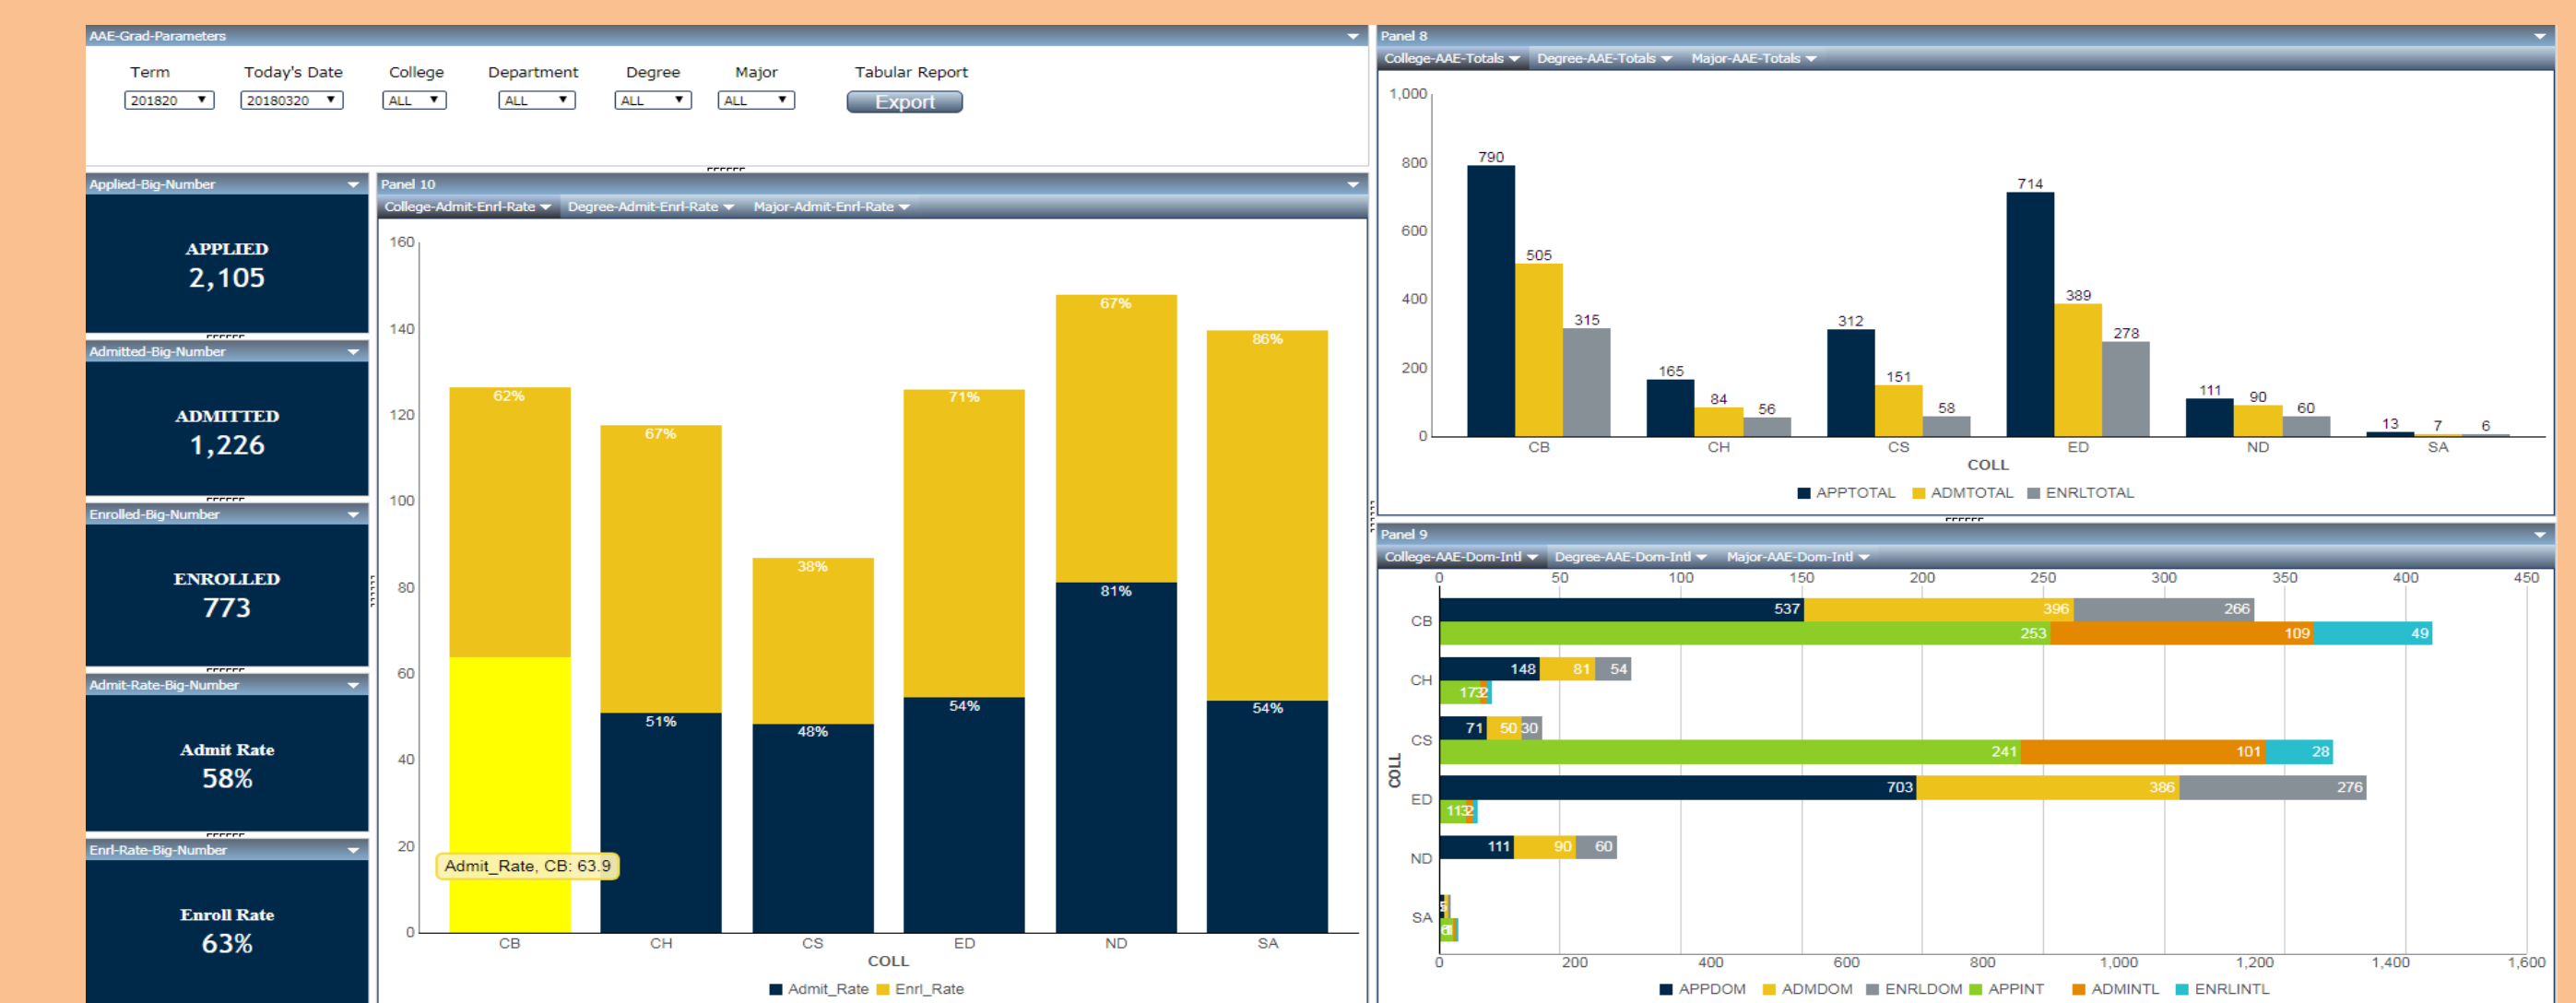 AAE-Grad-Parameters
Term Today's Date College Department Degree Major Tabular Report
201820 20180320 ALL ALL ALL ALL Export
Applied-Big-Number
APPLIED
2,105
Admitted-Big-Number
ADMITTED
1,226
Enrolled-Big-Number
ENROLLED
773
Admit-Rate-Big-Number
Admit Rate
58%
Enrl-Rate-Big-Number
Enroll Rate
63%
Panel 10
College-Admit-Enrl-Rate Degree-Admit-Enrl-Rate Major-Admit-Enrl-Rate
160
140
120
100
80
60
40
20
0
62%
67%
51%
38%
48%
71%
54%
67%
81%
86%
54%
Admit_Rate, CB: 63.9
CB CH CS ED ND SA
COLL
Admit_Rate Enrl_Rate
Panel 8
College-AAE-Totals Degree-AAE-Totals Major-AAE-Totals
1,000
800
600
400
200
0
790 505 315
165 84 56
312 151 58
714 389 278
111 90 60
13 7 6
CB CH CS ED ND SA
COLL
APPTOTAL ADMTOTAL ENRLTOTAL
Panel 9
College-AAE-Dom-Intl Degree-AAE-Dom-Intl Major-AAE-Dom-Intl
0 50 100 150 200 250 300 350 400 450
COLL
CB
537 396 266
253 109 49
CH
148 81 54
17 3 2
CS
71 50 30
241 101 28
ED
703 386 276
11 3 2
ND
111 90 60
SA
0 200 400 600 800 1,000 1,200 1,400 1,600
APPDOM ADMDOM ENRLDOM APPINT ADMINTL ENRLINTL